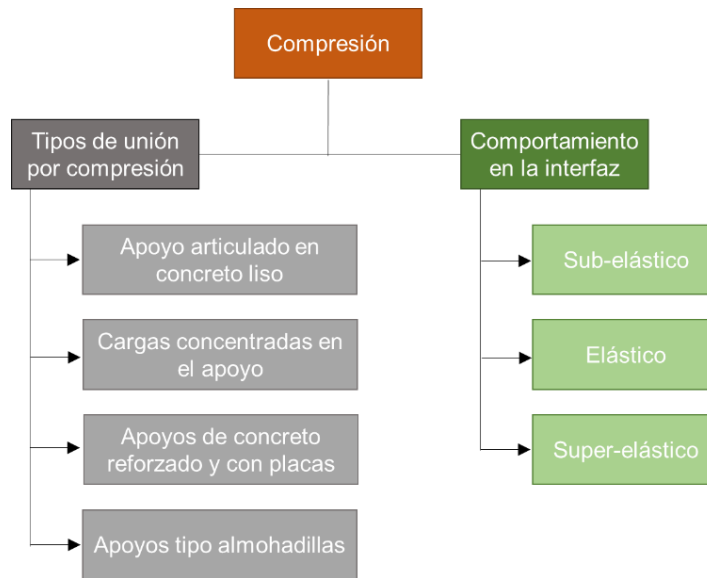 Compresión
Tipos de unión
por compresión
Comportamiento
en la interfaz
Apoyo articulado en
concreto liso
Cargas concentradas en
el apoyo
Apoyos de concreto
reforzado y con placas
Apoyos tipo almohadillas
Sub-elástico
Elástico
Super-elástico